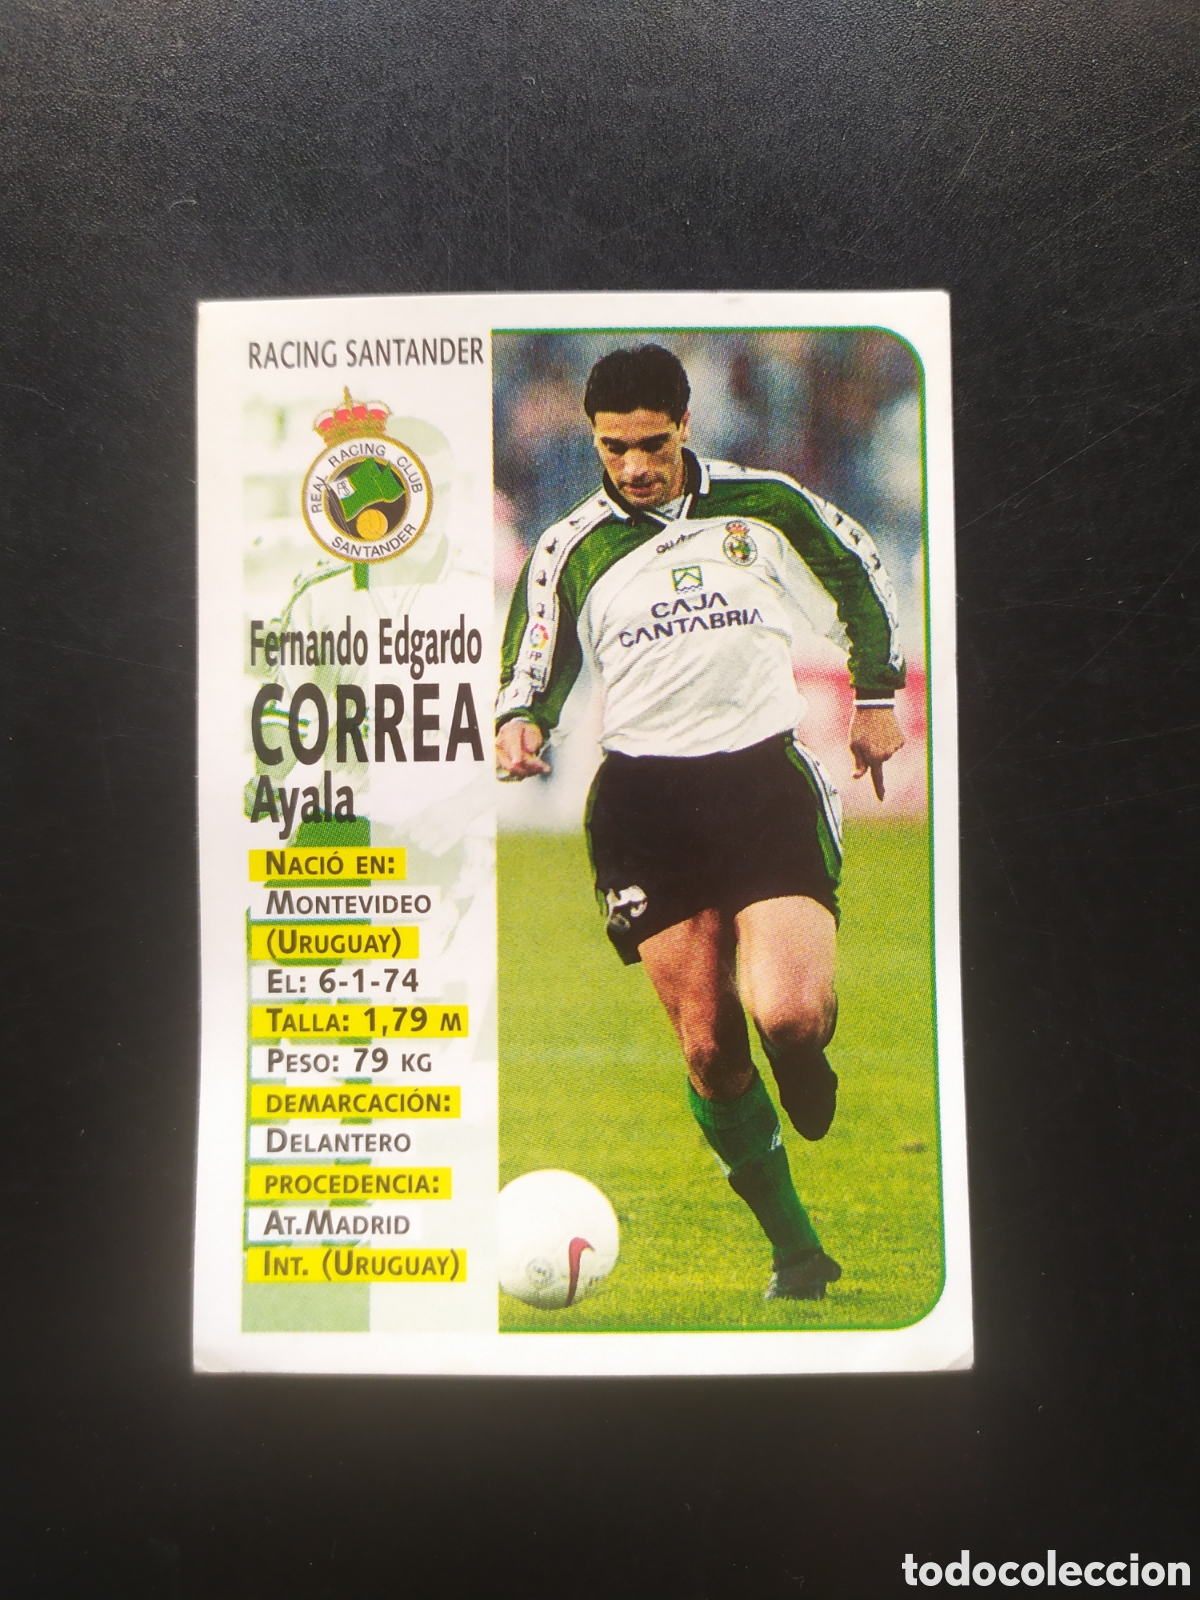 RACING SANTANDER
REAL RACING CLUB
SANTANDER
Fernando Edgardo
CORREA
Ayala
NACIÓ EN:
MONTEVIDEO
(URUGUAY)
EL: 6-1-74
TALLA: 1,79 M
PESO: 79 KG
DEMARCACIÓN:
DELANTERO
PROCEDENCIA:
AT.MADRID
INT. (URUGUAY)
CAJA
CANTABRIA
todocoleccion